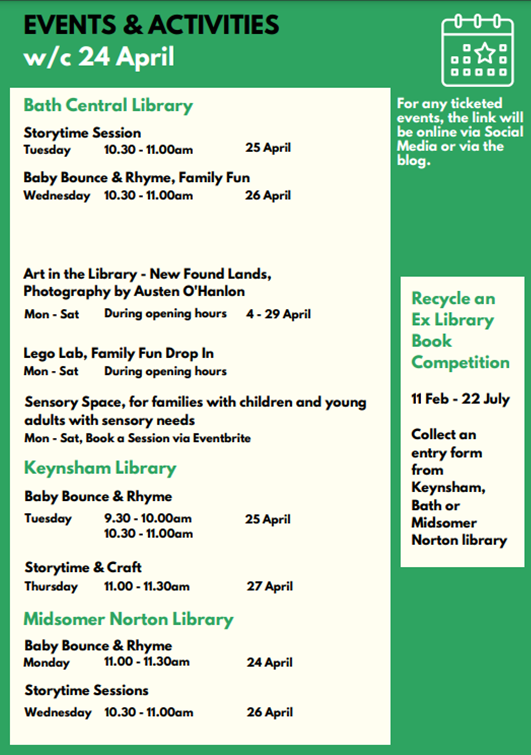 EVENTS & ACTIVITIES
w/c 24 April
For any ticketed
events, the link will
be online via Social
Media or via the
blog.
Bath Central Library
Storytime Session
Tuesday 10.30 - 11.00am 25 April
Baby Bounce & Rhyme, Family Fun
Wednesday 10.30 - 11.00am 26 April
Art in the Library - New Found Lands,
Photography by Austen O'Hanlon
Mon - Sat During opening hours 4 - 29 April
Lego Lab, Family Fun Drop In
Mon - Sat During opening hours
Sensory Space, for families with children and young
adults with sensory needs
Mon - Sat, Book a Session via Eventbrite
Keynsham Library
Baby Bounce & Rhyme
Tuesday 9.30 - 10.00am 25 April
10.30 - 11.00am
Storytime & Craft
Thursday 11.00 - 11.30am 27 April
Midsomer Norton Library
Baby Bounce & Rhyme
Monday 11.00 - 11.30am 24 April
Storytime Sessions
Wednesday 10.30 - 11.00am 26 April
Recycle an
Ex Library
Book
Competition
11 Feb - 22 July
Collect an
entry form
from
Keynsham,
Bath or
Midsomer
Norton library